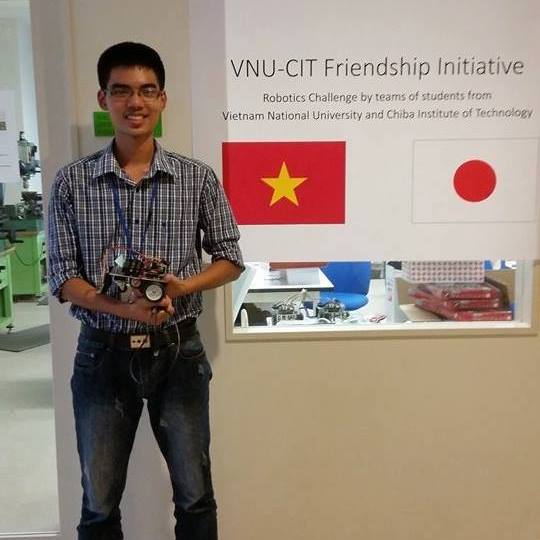 VNU-CIT Friendship Initiative
Robotics Challenge by teams of students from
Vietnam National University and Chiba Institute of Technology